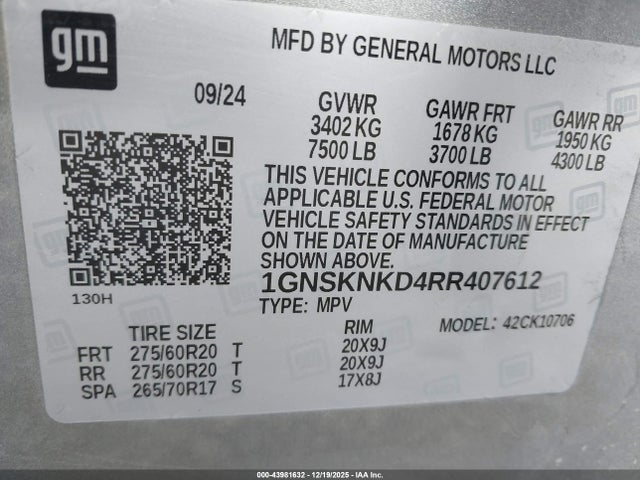 gm
MFD BY GENERAL MOTORS LLC
09/24 GVWR GAWR FRT GAWR RR
3402 KG 1678 KG 1950 KG
7500 LB 3700 LB 4300 LB
THIS VEHICLE CONFORMS TO ALL
APPLICABLE U.S. FEDERAL MOTOR
VEHICLE SAFETY STANDARDS IN EFFECT
ON THE DATE OF MANUFACTURE
SHOWN ABOVE.
1GNSKNKD4RR407612
130H
TYPE: MPV
MODEL: 42CK10706
TIRE SIZE RIM
FRT 275/60R20 T 20X9J
RR 275/60R20 T 20X9J
SPA 265/70R17 S 17X8J
000-43981632 - 12/19/2025 - IAA Inc.